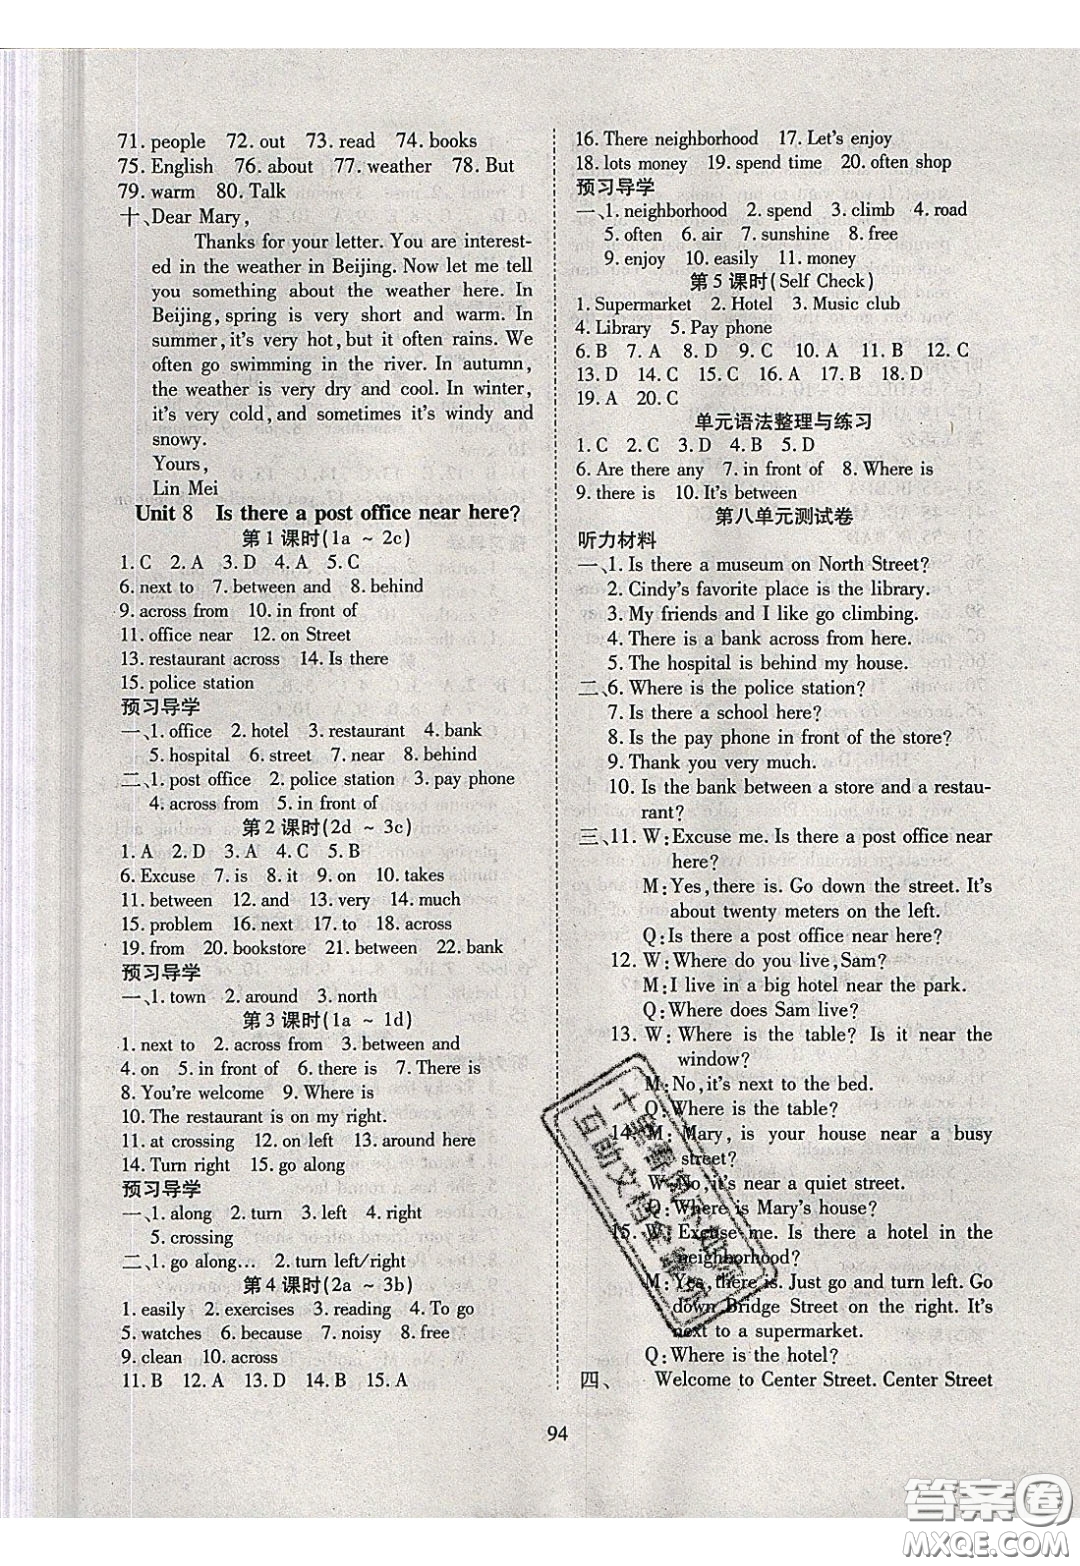 71. people 72. out 73. read 74. books
75. English 76. about 77. weather 78. But
79. warm 80. Talk
十、Dear Mary,
Thanks for your letter. You are interest-
ed in the weather in Beijing. Now let me tell
you something about the weather here. In
Beijing, spring is very short and warm. In
summer, it's very hot, but it often rains. We
often go swimming in the river. In autumn,
the weather is very dry and cool. In winter,
it's very cold, and sometimes it's windy and
snowy.
Yours,
Lin Mei
Unit 8 Is there a post office near here?
第 1 课时(1a ~ 2c)
1. C 2. A 3. D 4. A 5. C
6. next to 7. between and 8. behind
9. across from 10. in front of
11. office near 12. on Street
13. restaurant across 14. Is there
15. police station
预习导学
一、1. office 2. hotel 3. restaurant 4. bank
5. hospital 6. street 7. near 8. behind
二、1. post office 2. police station 3. pay phone
4. across from 5. in front of
第 2 课时(2d ~ 3c)
1. A 2. D 3. A 4. A 5. B
6. Excuse 7. is 8. it 9. on 10. takes
11. between 12. and 13. very 14. much
15. problem 16. next 17. to 18. across
19. from 20. bookstore 21. between 22. bank
预习导学
一、1. town 2. around 3. north
第 3 课时(1a ~ 1d)
1. next to 2. across from 3. between and
4. on 5. in front of 6. there is 7. There is
8. You're welcome 9. Where is
10. The restaurant is on my right.
11. at crossing 12. on left 13. around here
14. Turn right 15. go along
预习导学
一、1. along 2. turn 3. left 4. right
5. crossing
二、1. go along… 2. turn left/right
第 4 课时(2a ~ 3b)
1. easily 2. exercises 3. reading 4. To go
5. watches 6. because 7. noisy 8. free
9. clean 10. across
11. B 12. A 13. D 14. B 15. A
16. There neighborhood 17. Let's enjoy
18. lots money 19. spend time 20. often shop
预习导学
一、1. neighborhood 2. spend 3. climb 4. road
5. often 6. air 7. sunshine 8. free
9. enjoy 10. easily 11. money
第 5 课时(Self Check)
1. Supermarket 2. Hotel 3. Music club
4. Library 5. Pay phone
6. B 7. A 8. D 9. D 10. A 11. B 12. C
13. D 14. C 15. C 16. A 17. B 18. D
19. A 20. C
单元语法整理与练习
1. C 2. C 3. D 4. B 5. D
6. Are there any 7. in front of 8. Where is
9. there is 10. It's between
第八单元测试卷
听力材料
一、1. Is there a museum on North Street?
2. Cindy's favorite place is the library.
3. My friends and I like go climbing.
4. There is a bank across from here.
5. The hospital is behind my house.
二、6. Where is the police station?
7. Is there a school here?
8. Is the pay phone in front of the store?
9. Thank you very much.
10. Is the bank between a store and a restau-
rant?
三、11. W: Excuse me. Is there a post office near
here?
M: Yes, there is. Go down the street. It's
about twenty meters on the left.
Q: Is there a post office near here?
12. W: Where do you live, Sam?
M: I live in a big hotel near the park.
Q: Where does Sam live?
13. W: Where is the table? Is it near the
window?
M: No, it's next to the bed.
Q: Where is the table?
14. M: Mary, is your house near a busy
street?
W: No, it's near a quiet street.
Q: Where is Mary's house?
15. W: Excuse me. Is there a hotel in the
neighborhood?
M: Yes, there is. Just go and turn left. Go
down Bridge Street on the right. It's
next to a supermarket.
Q: Where is the hotel?
四、 Welcome to Center Street. Center Street
94
答案圈
MXQE.COM